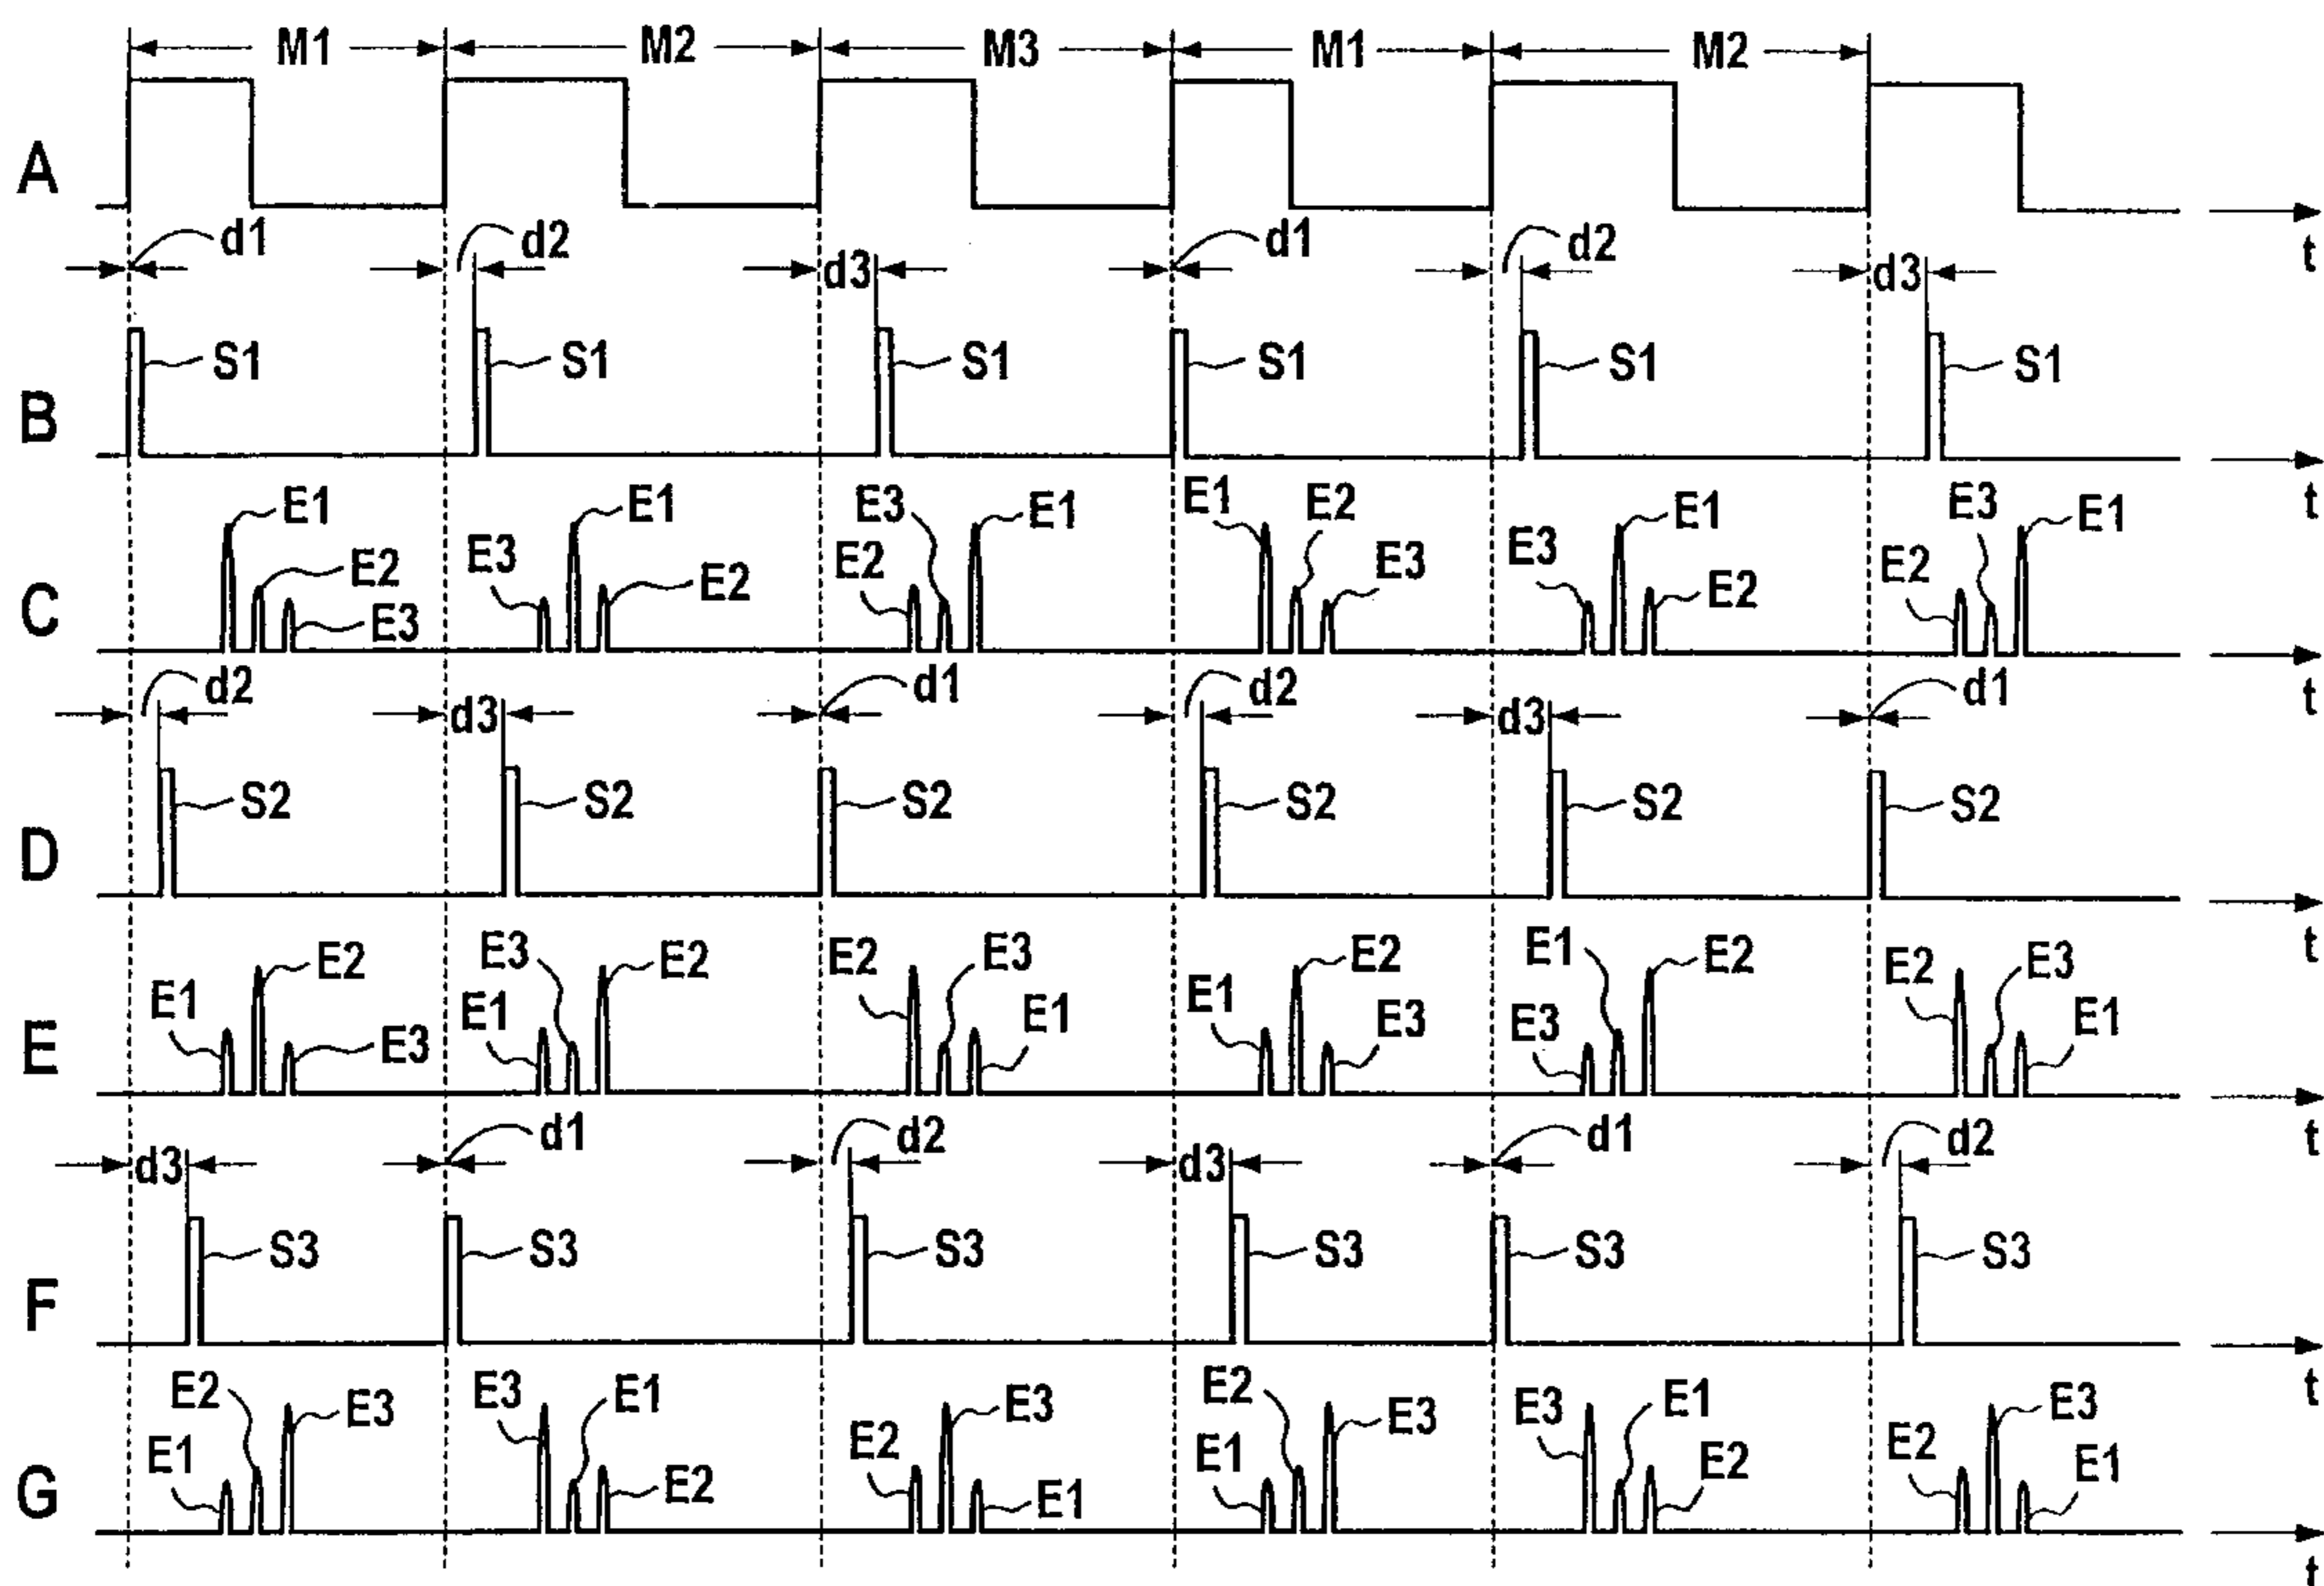 M1 M2 M3 M1 M2
A
t
d1 d2 d3 d1 d2 d3
S1 S1 S1 S1 S1 S1
B
t
E1 E1 E3 E1 E1 E2 E3 E1 E3 E1
E2 E3 E2 E2 E3 E3 E2 E2
C
E3
t
d2 d3 d1 d2 d3 d1
S2 S2 S2 S2 S2 S2
D
t
E2 E3 E2 E2 E3 E2 E1 E2 E2 E3
E1 E1 E1 E1 E3 E3 E1
E
E3
t
d3 d1 d2 d3 d1 d2
S3 S3 S3 S3 S3 S3
F
t
E2 E3 E3 E1 E3 E2 E3 E3 E1 E3
E1 E2 E2 E1 E1 E2 E2 E1
G
t